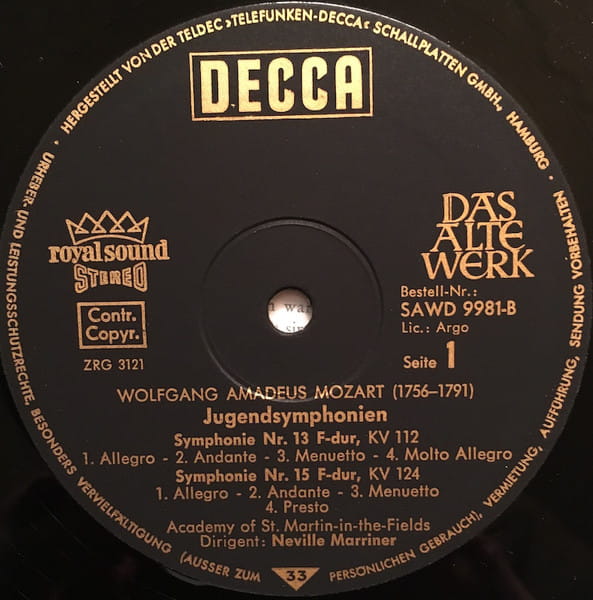 HERGESTELLT VON DER TELDEC ›TELEFUNKEN-DECCA‹ SCHALLPLATTEN GMBH., HAMBURG •
URHEBER- UND LEISTUNGSSCHUTZRECHTE, BESONDERS VERVIELFÄLTIGUNG (AUSSER ZUM PERSÖNLICHEN GEBRAUCH), VERMIETUNG, AUFFÜHRUNG, SENDUNG VORBEHALTEN •
DECCA
royal sound
STEREO
DAS
ALTE
WERK
Contr.
Copyr.
ZRG 3121
Bestell-Nr.:
SAWD 9981-B
Lic.: Argo
Seite 1
WOLFGANG AMADEUS MOZART (1756–1791)
Jugendsymphonien
Symphonie Nr. 13 F-dur, KV 112
1. Allegro - 2. Andante - 3. Menuetto - 4. Molto Allegro
Symphonie Nr. 15 F-dur, KV 124
1. Allegro - 2. Andante - 3. Menuetto
4. Presto
Academy of St. Martin-in-the-Fields
Dirigent: Neville Marriner
33